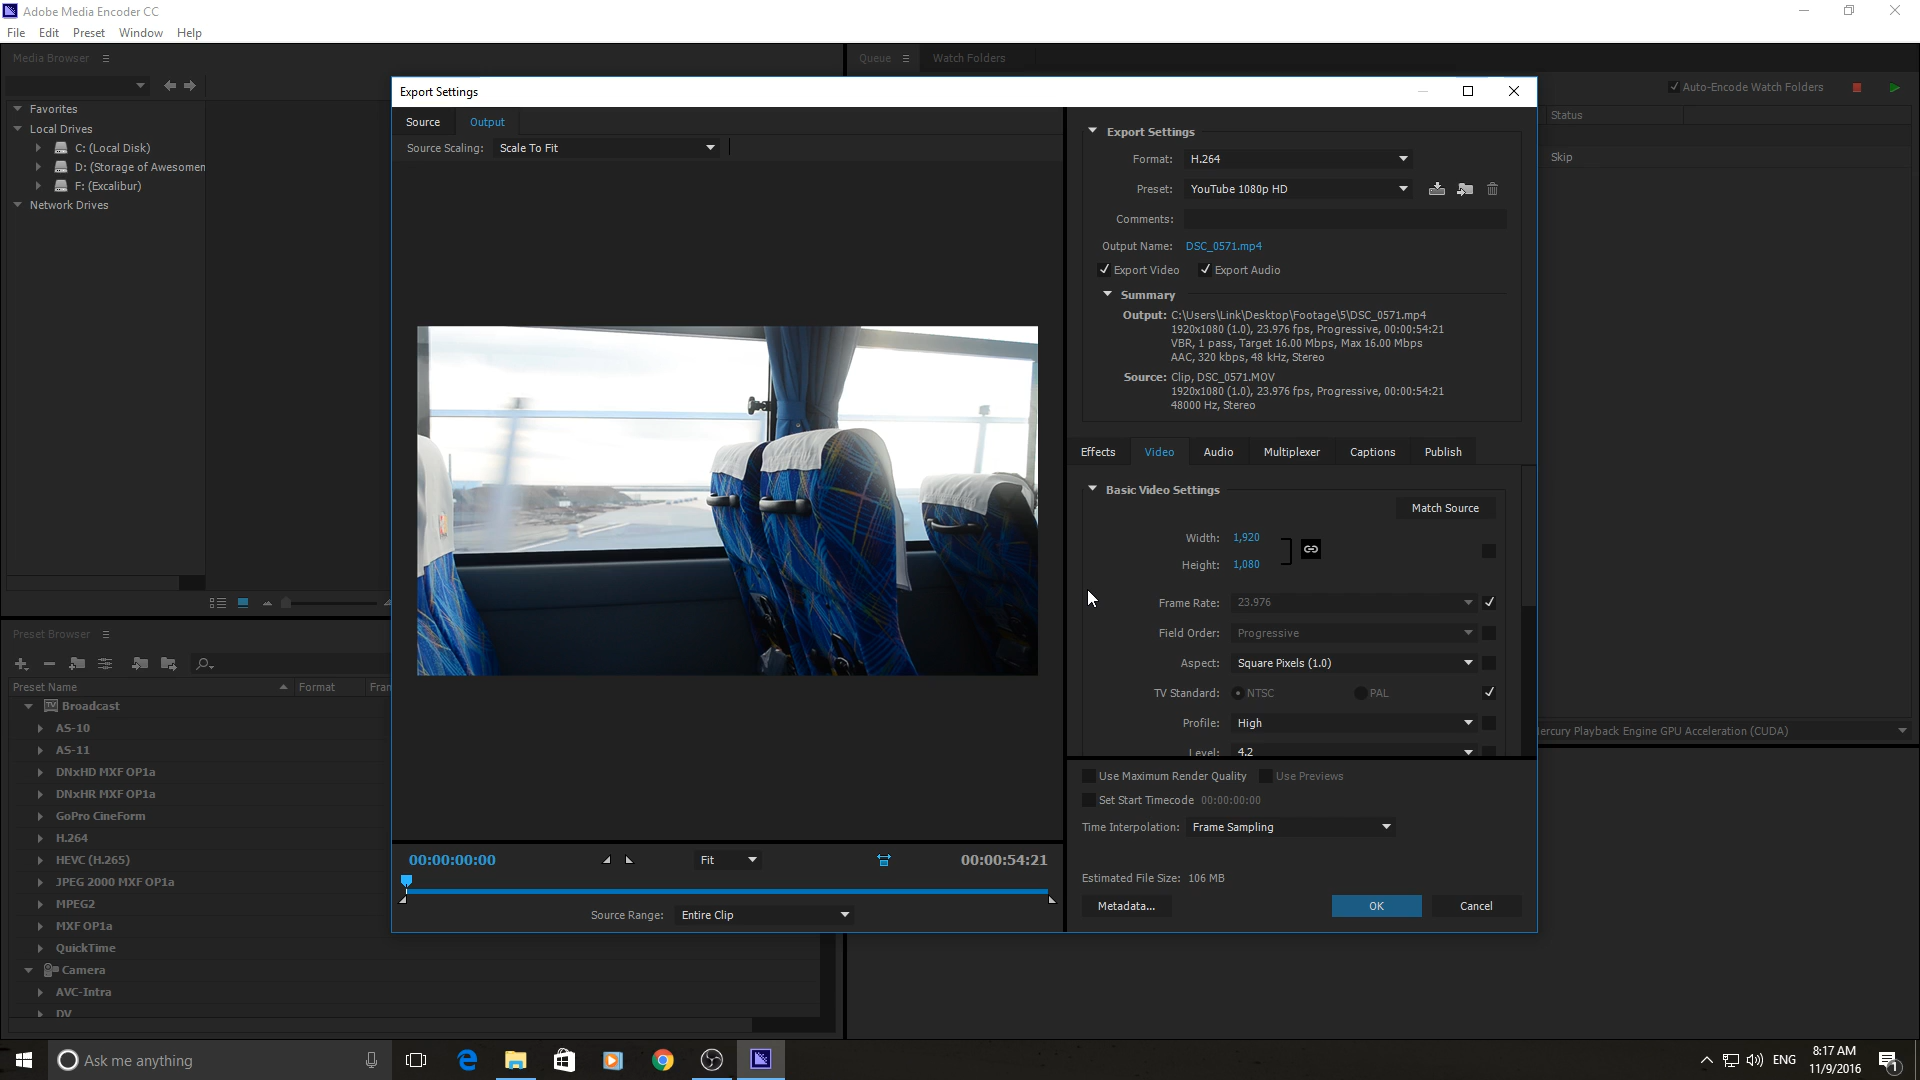 Adobe Media Encoder CC
File Edit Preset Window Help
Media Browser
Queue Watch Folders
Auto-Encode Watch Folders
Favorites
Local Drives
C: (Local Disk)
D: (Storage of Awesomen
F: (Excalibur)
Network Drives
Status
Skip
Export Settings
Source Output
Source Scaling: Scale To Fit
Export Settings
Format: H.264
Preset: YouTube 1080p HD
Comments:
Output Name: DSC_0571.mp4
Export Video Export Audio
Summary
Output: C:\Users\Link\Desktop\Footage\5\DSC_0571.mp4
1920x1080 (1.0), 23.976 fps, Progressive, 00:00:54:21
VBR, 1 pass, Target 16.00 Mbps, Max 16.00 Mbps
AAC, 320 kbps, 48 kHz, Stereo
Source: Clip, DSC_0571.MOV
1920x1080 (1.0), 23.976 fps, Progressive, 00:00:54:21
48000 Hz, Stereo
Effects Video Audio Multiplexer Captions Publish
Basic Video Settings
Match Source
Width: 1,920
Height: 1,080
Frame Rate: 23.976
Field Order: Progressive
Aspect: Square Pixels (1.0)
TV Standard: NTSC PAL
Profile: High
Level: 4.2
Use Maximum Render Quality Use Previews
Set Start Timecode 00:00:00:00
Time Interpolation: Frame Sampling
Estimated File Size: 106 MB
Metadata... OK Cancel
00:00:00:00 Fit 00:00:54:21
Source Range: Entire Clip
ercury Playback Engine GPU Acceleration (CUDA)
Preset Browser
Preset Name Format Fran
Broadcast
AS-10
AS-11
DNxHD MXF OP1a
DNxHR MXF OP1a
GoPro CineForm
H.264
HEVC (H.265)
JPEG 2000 MXF OP1a
MPEG2
MXF OP1a
QuickTime
Camera
AVC-Intra
DV
Ask me anything
ENG
8:17 AM
11/9/2016
1